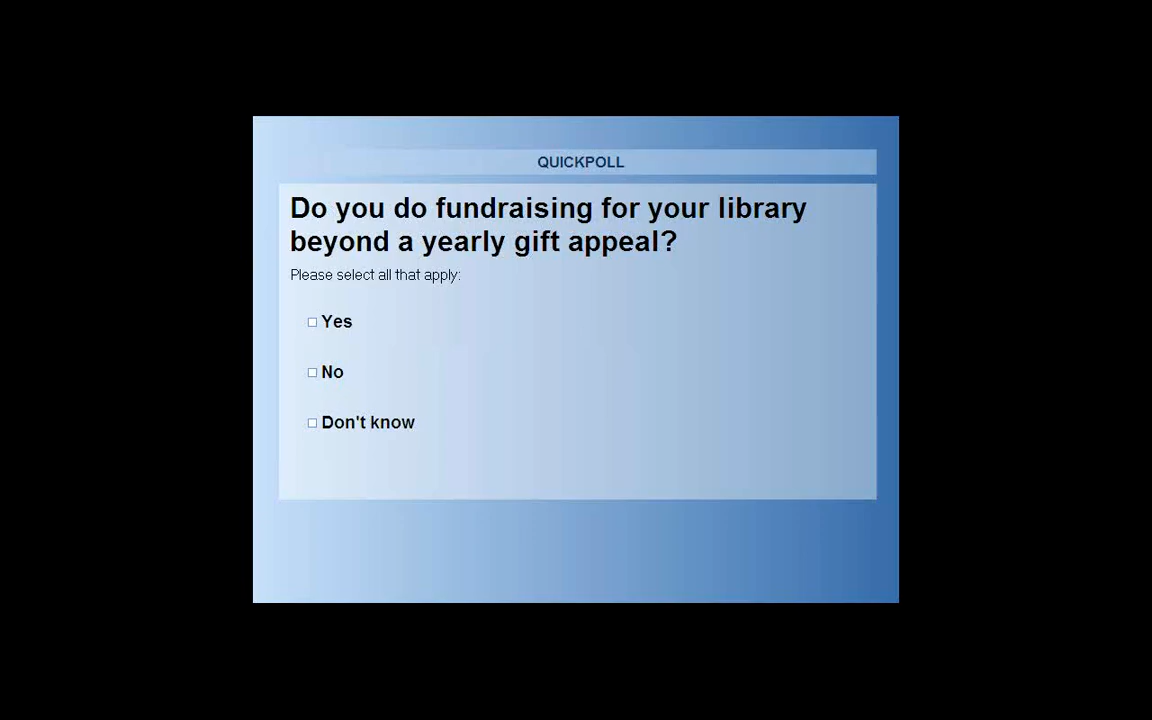 QUICKPOLL
Do you do fundraising for your library
beyond a yearly gift appeal?
Please select all that apply:
Yes
No
Don't know